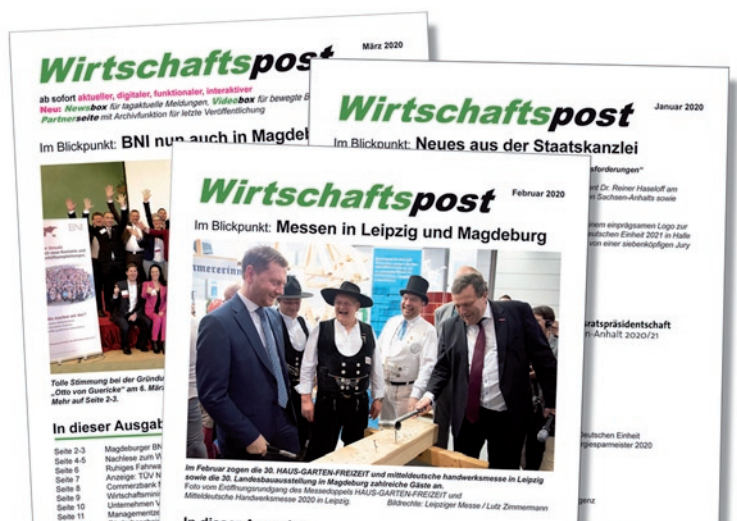 Wirtschaftspost
März 2020
ab sofort aktueller, digitaler, funktionaler, interaktiver
Neu: Newsbox für tagaktuelle Meldungen, Videobox für bewegte B
Partnerseite mit Archivfunktion für letzte Veröffentlichung
Im Blickpunkt: BNI nun auch in Magdeb
BNI
Tolle Stimmung bei der Gründu
„Otto von Guericke“ am 6. März
Mehr auf Seite 2-3.
In dieser Ausgab
Seite 2-3 Magdeburger BN
Seite 4-5 Nachlese zum W
Seite 6 Ruhiges Fahrwa
Seite 7 Anzeige: TÜV N
Seite 8 Commerzbank M
Seite 9 Wirtschaftsmini
Seite 10 Unternehmen V
Seite 11 Managementze
Wirtschaftspost
Januar 2020
Im Blickpunkt: Neues aus der Staatskanzlei
sforderungen“
nt Dr. Reiner Haseloff am
n Sachsen-Anhalts sowie
nem einprägsamen Logo zur
eutschen Einheit 2021 in Halle
von einer siebenköpfigen Jury
sratspräsidentschaft
n-Anhalt 2020/21
Deutschen Einheit
rgiesparmeister 2020
genz
Wirtschaftspost
Februar 2020
Im Blickpunkt: Messen in Leipzig und Magdeburg
Im Februar zogen die 30. HAUS-GARTEN-FREIZEIT und mitteldeutsche handwerksmesse in Leipzig
sowie die 30. Landesbauausstellung in Magdeburg zahlreiche Gäste an.
Foto vom Eröffnungsrundgang des Messedoppels HAUS-GARTEN-FREIZEIT und
Mitteldeutsche Handwerksmesse 2020 in Leipzig. Bildrechte: Leipziger Messe / Lutz Zimmermann